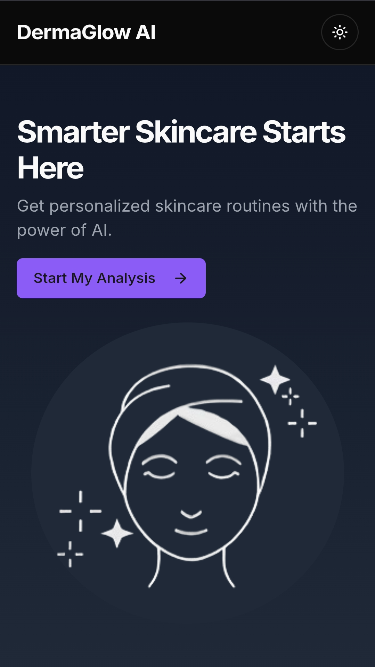 DermaGlow AI
Smarter Skincare Starts
Here
Get personalized skincare routines with the
power of AI.
Start My Analysis